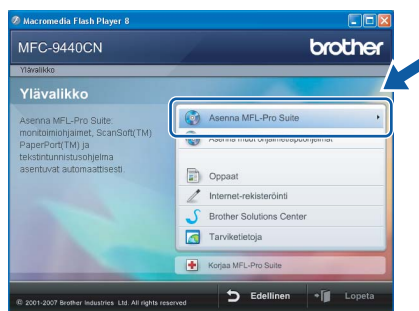 Macromedia Flash Player 8
MFC-9440CN
brother
Ylävalikko
Ylävalikko
Asenna MFL-Pro Suite:
monitoimiohjaimet, ScanSoft(TM)
PaperPort(TM) ja
tekstintunnistusohjelma
asentuvat automaattisesti.
Asenna MFL-Pro Suite
Asenna muut
Oppaat
Internet-rekisteröinti
Brother Solutions Center
Tarviketietoja
Korjaa MFL-Pro Suite
© 2001-2007 Brother Industries Ltd. All rights reserved
Edellinen
Lopeta